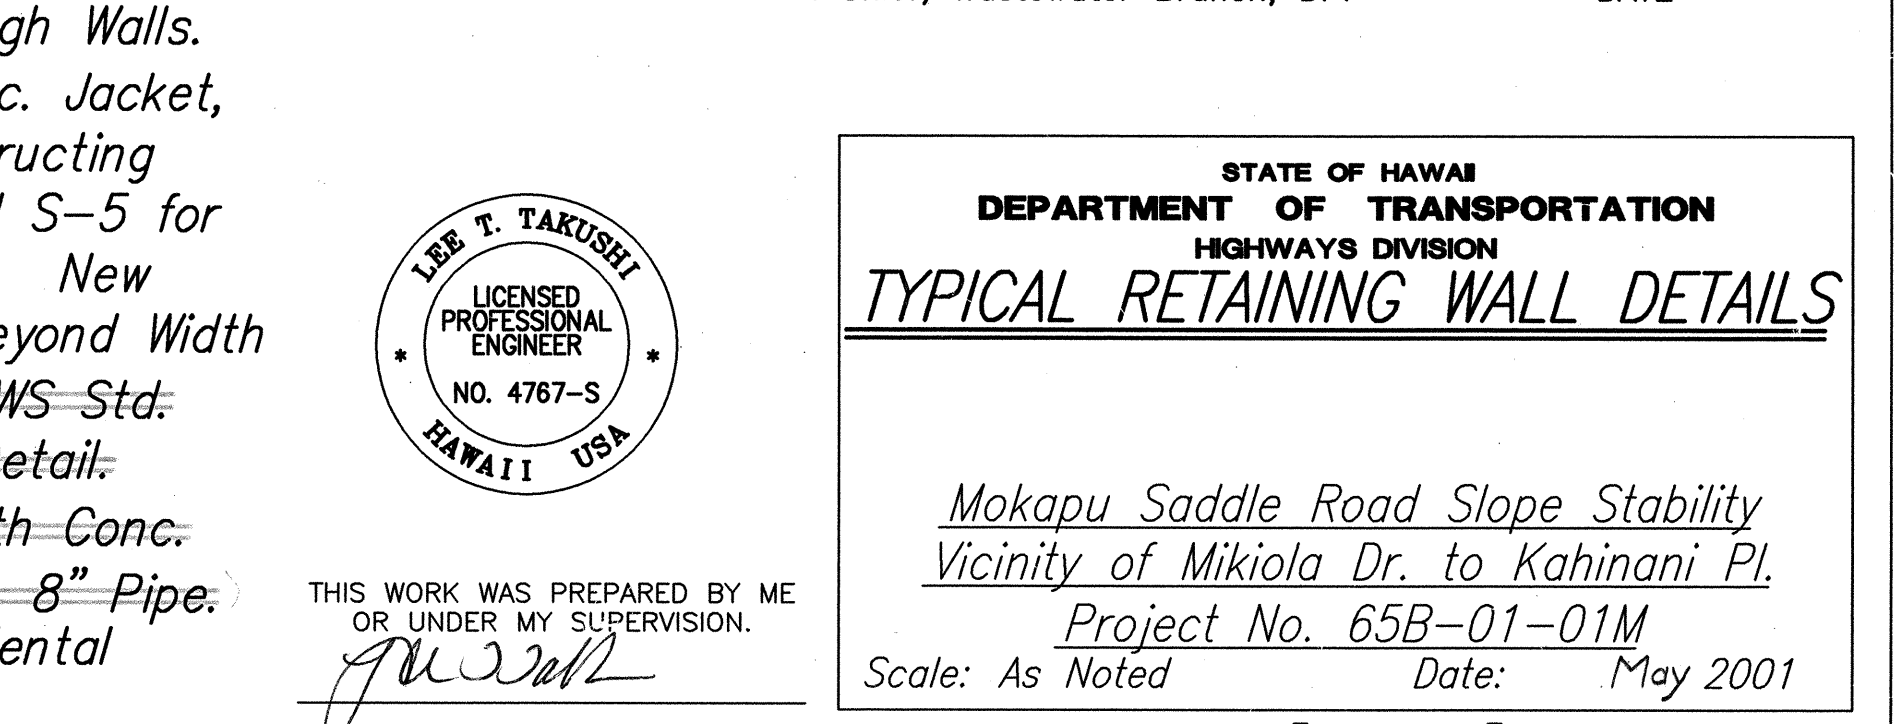 gh Walls.
c. Jacket,
ructing
S-5 for
New
eyond Width
WS Std.
etail.
th Conc.
8" Pipe.
ental
LEE T. TAKUSHI
LICENSED
PROFESSIONAL
ENGINEER
NO. 4767-S
* HAWAII USA *
THIS WORK WAS PREPARED BY ME
OR UNDER MY SUPERVISION.
STATE OF HAWAII
DEPARTMENT OF TRANSPORTATION
HIGHWAYS DIVISION
TYPICAL RETAINING WALL DETAILS
Mokapu Saddle Road Slope Stability
Vicinity of Mikiola Dr. to Kahinani Pl.
Project No. 65B-01-01M
Scale: As Noted Date: May 2001